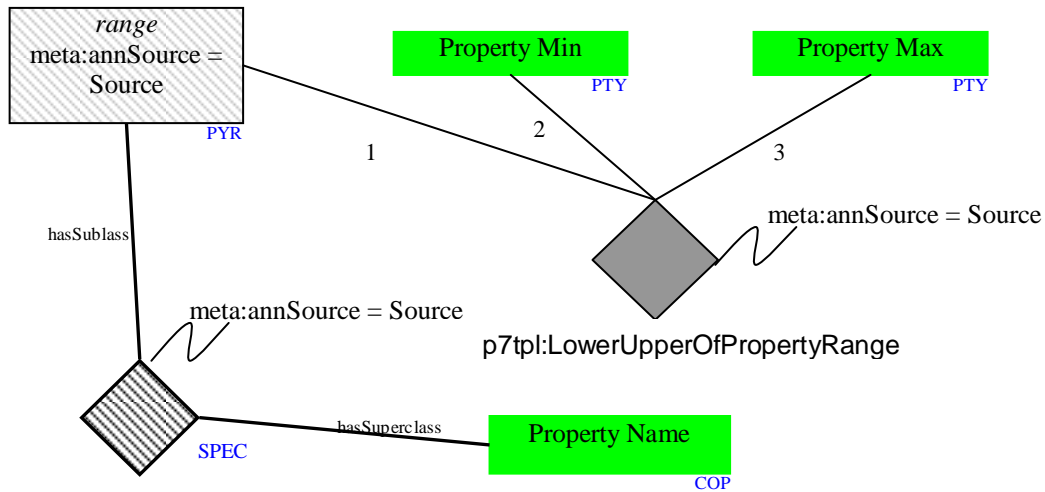 range
meta:annSource =
Source
PYR
Property Min
PTY
Property Max
PTY
1
2
3
meta:annSource = Source
p7tpl:LowerUpperOfPropertyRange
hasSublass
meta:annSource = Source
SPEC
hasSuperclass
Property Name
COP